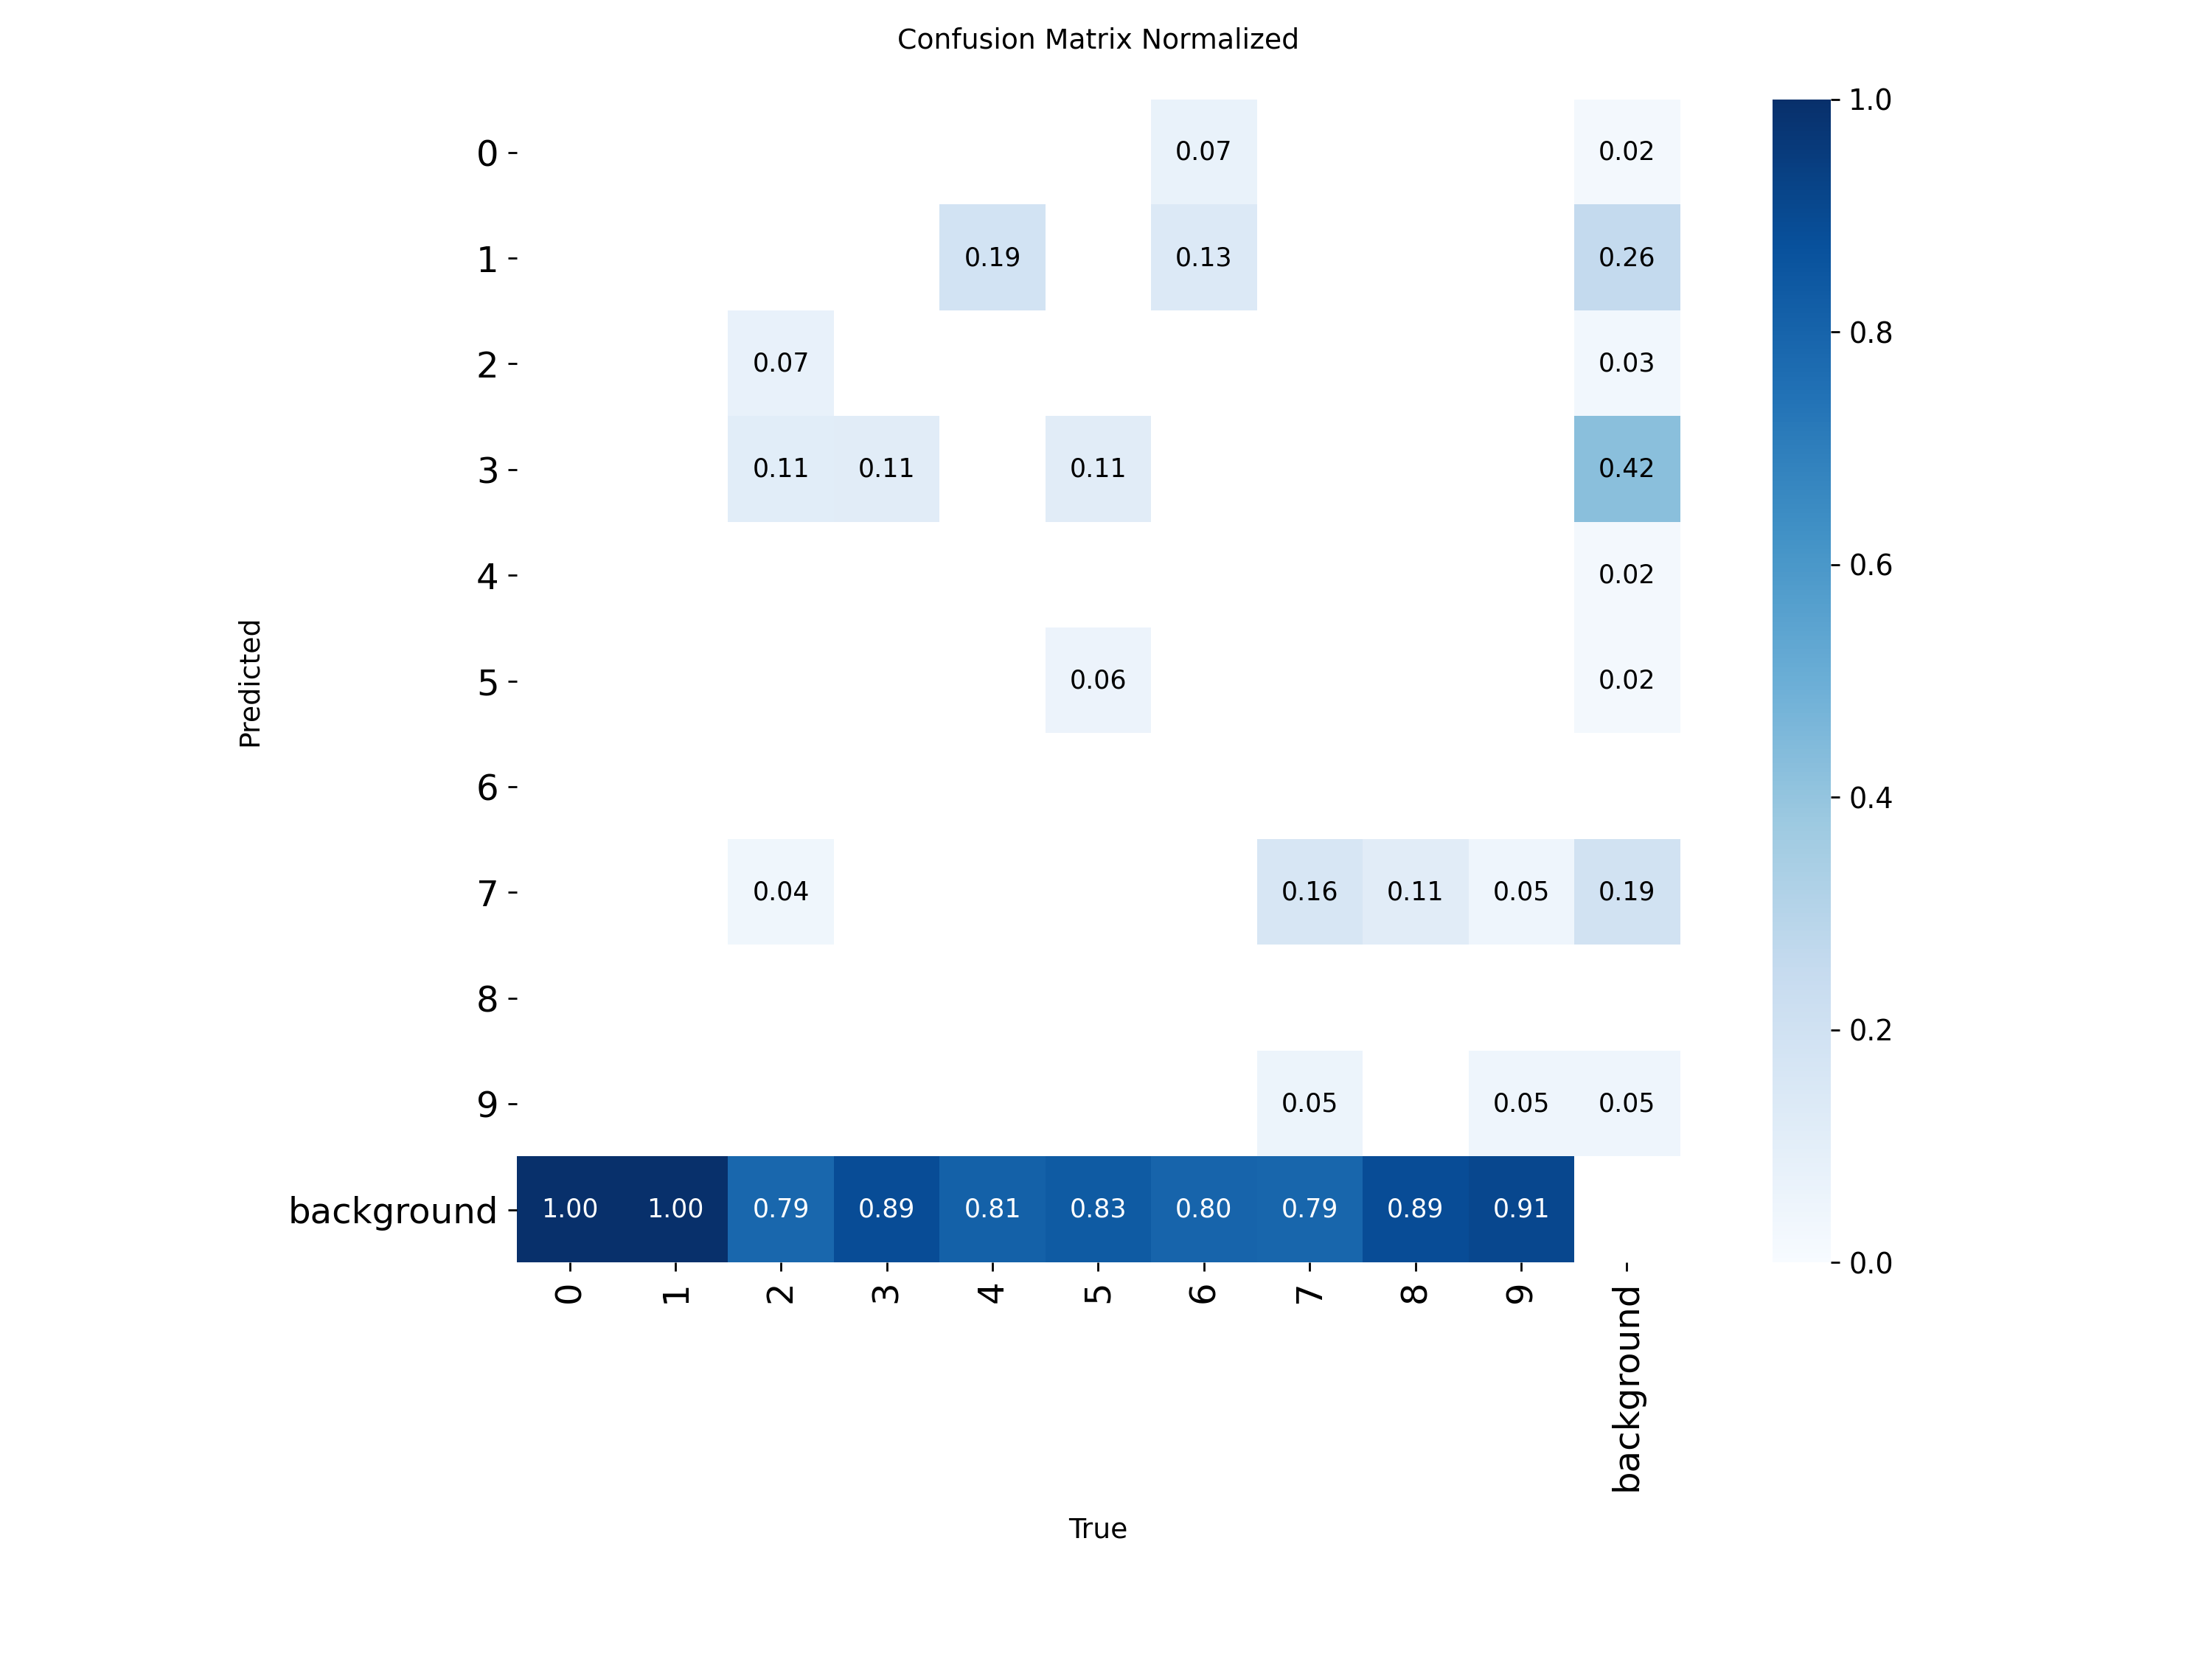 Confusion Matrix Normalized
1.0
0 0.07 0.02
1 0.19 0.13 0.26
0.8
2 0.07 0.03
3 0.11 0.11 0.11 0.42
0.6
4 0.02
Predicted
5 0.06 0.02
6
0.4
7 0.04 0.16 0.11 0.05 0.19
8
0.2
9 0.05 0.05 0.05
background 1.00 1.00 0.79 0.89 0.81 0.83 0.80 0.79 0.89 0.91
0.0
0 1 2 3 4 5 6 7 8 9 background
True